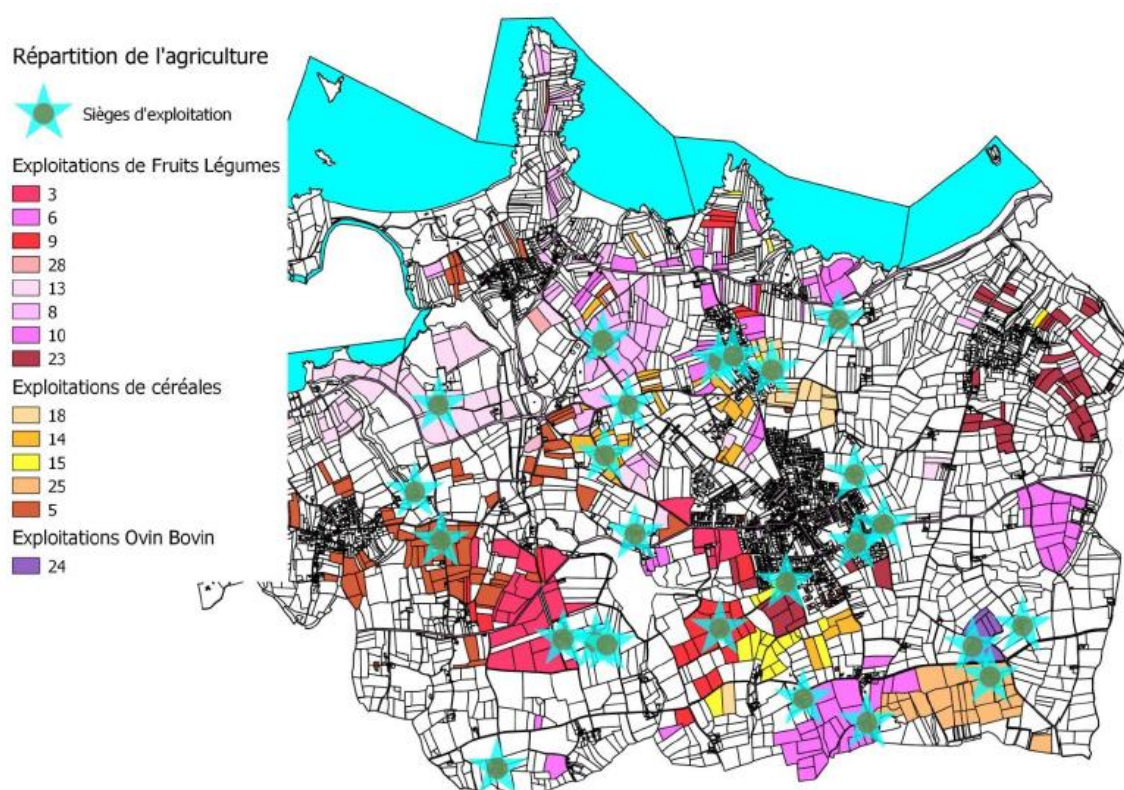 Répartition de l'agriculture
Sièges d'exploitation
Exploitations de Fruits Légumes
3
6
9
28
13
8
10
23
Exploitations de céréales
18
14
15
25
5
Exploitations Ovin Bovin
24